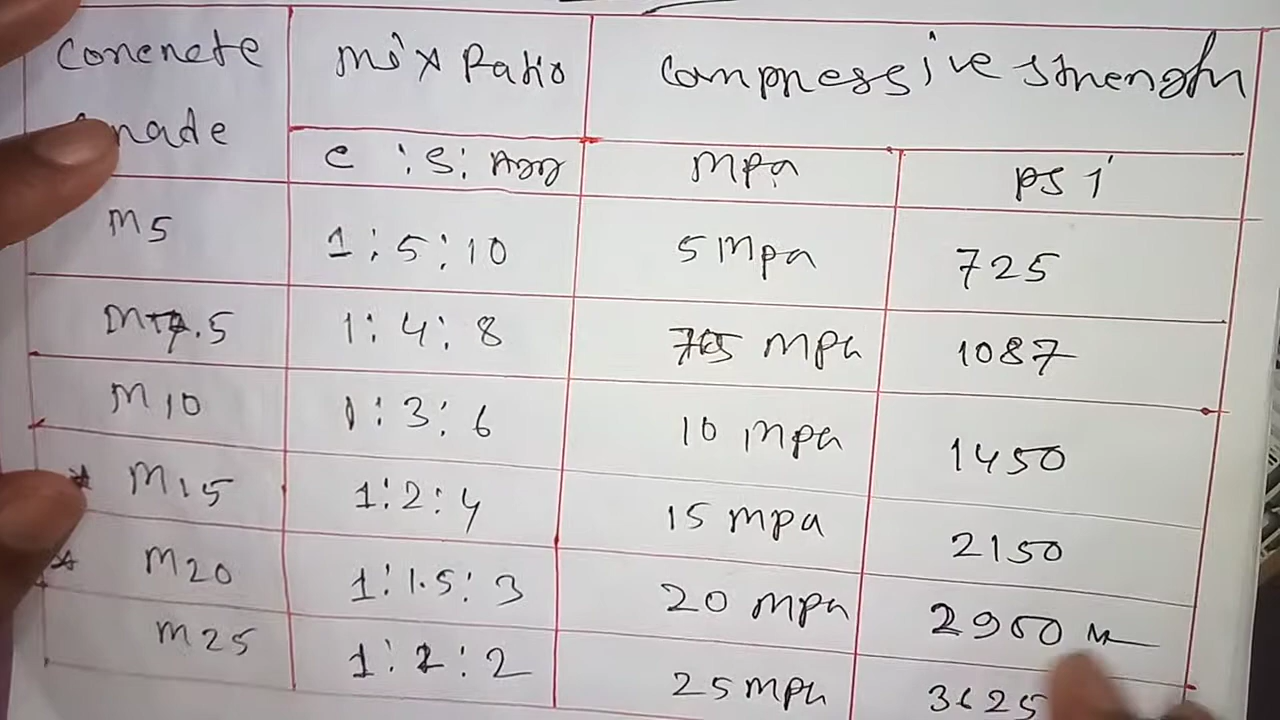 Concrete mix Ratio compressive strength
Grade
C : S : Agg mpa psi
M5 1:5:10 5 mpa 725
M7.5 1:4:8 mpa 1087
M10 1:3:6 10 mpa 1450
* M15 1:2:4 15 mpa 2150
* M20 1:1.5:3 20 mpa 2900
M25 1:1:2 25 mpa 3625